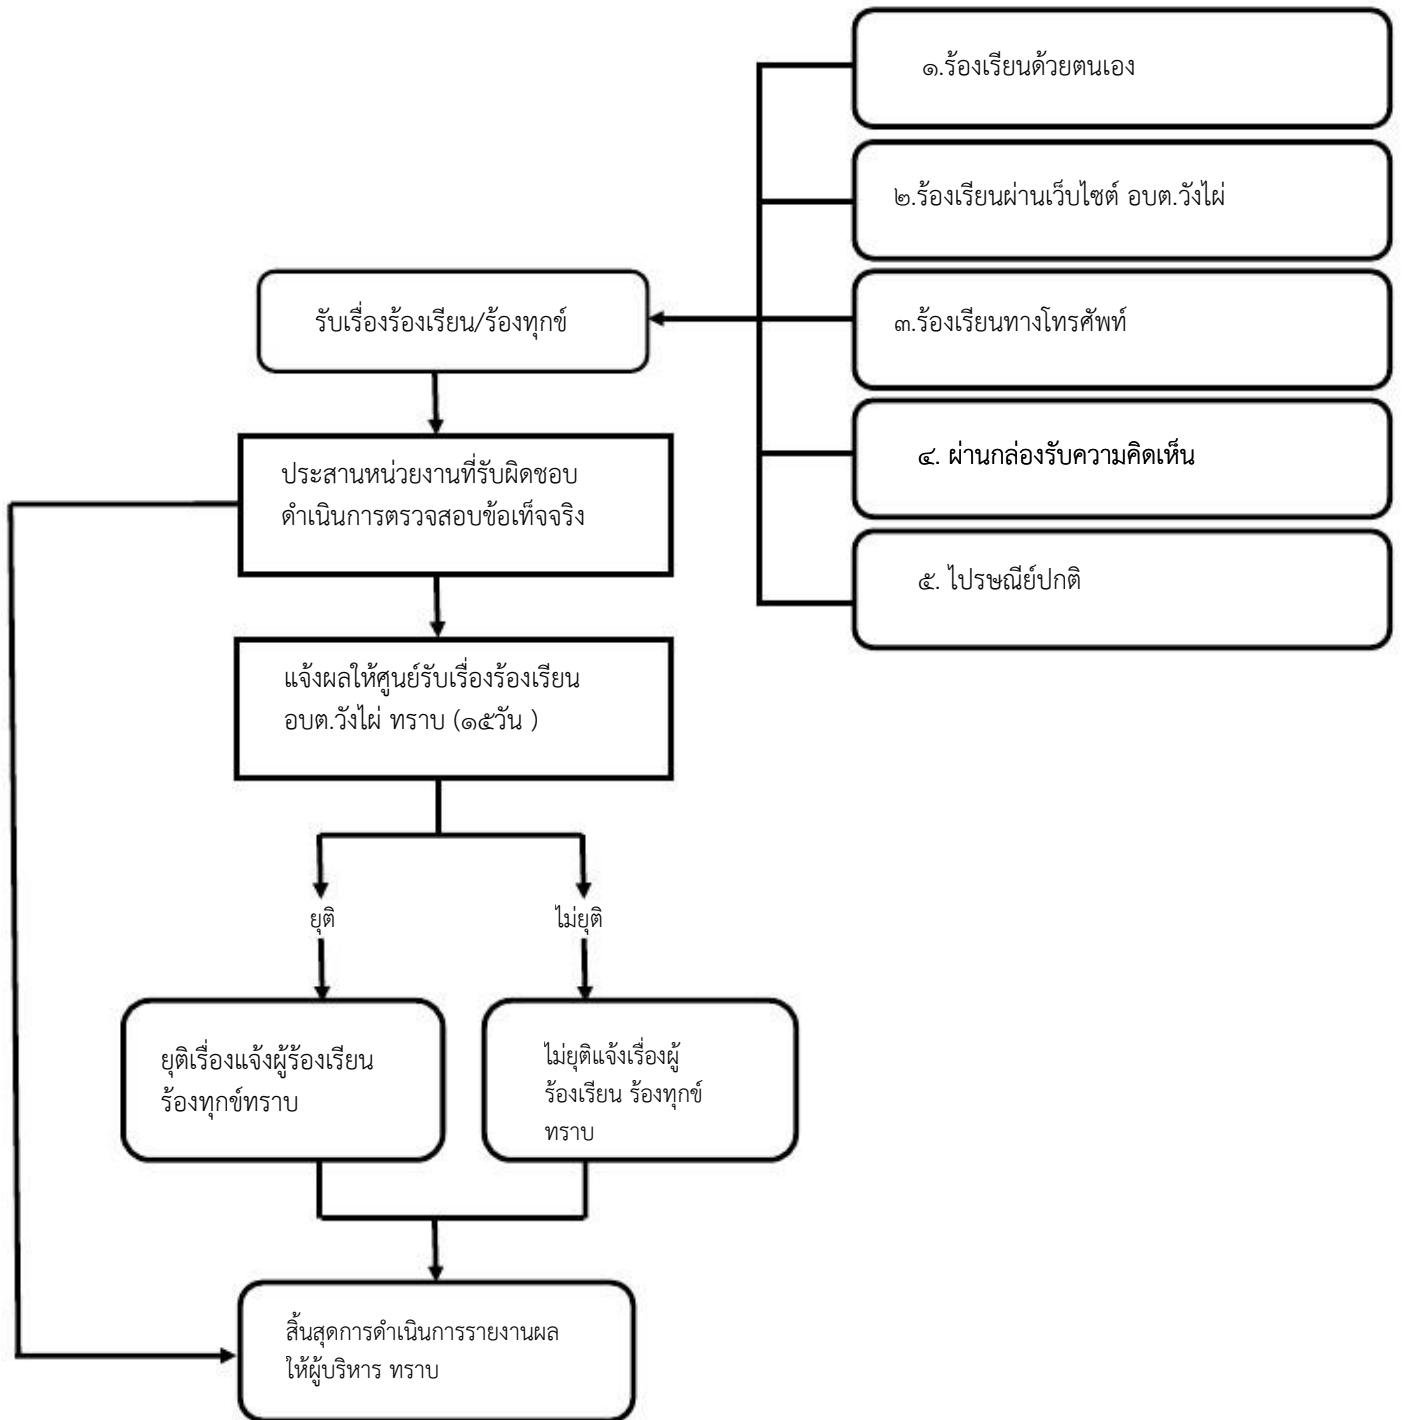 ๑.ร้องเรียนด้วยตนเอง
๒.ร้องเรียนผ่านเว็บไซต์ อบต.วังไผ่
รับเรื่องร้องเรียน/ร้องทุกข์
๓.ร้องเรียนทางโทรศัพท์
๔. ผ่านกล่องรับความคิดเห็น
ประสานหน่วยงานที่รับผิดชอบ
ดำเนินการตรวจสอบข้อเท็จจริง
๕. ไปรษณีย์ปกติ
แจ้งผลให้ศูนย์รับเรื่องร้องเรียน
อบต.วังไผ่ ทราบ (๑๕วัน )
ยุติ
ไม่ยุติ
ยุติเรื่องแจ้งผู้ร้องเรียน
ร้องทุกข์ทราบ
ไม่ยุติแจ้งเรื่องผู้
ร้องเรียน ร้องทุกข์
ทราบ
สิ้นสุดการดำเนินการรายงานผล
ให้ผู้บริหาร ทราบ